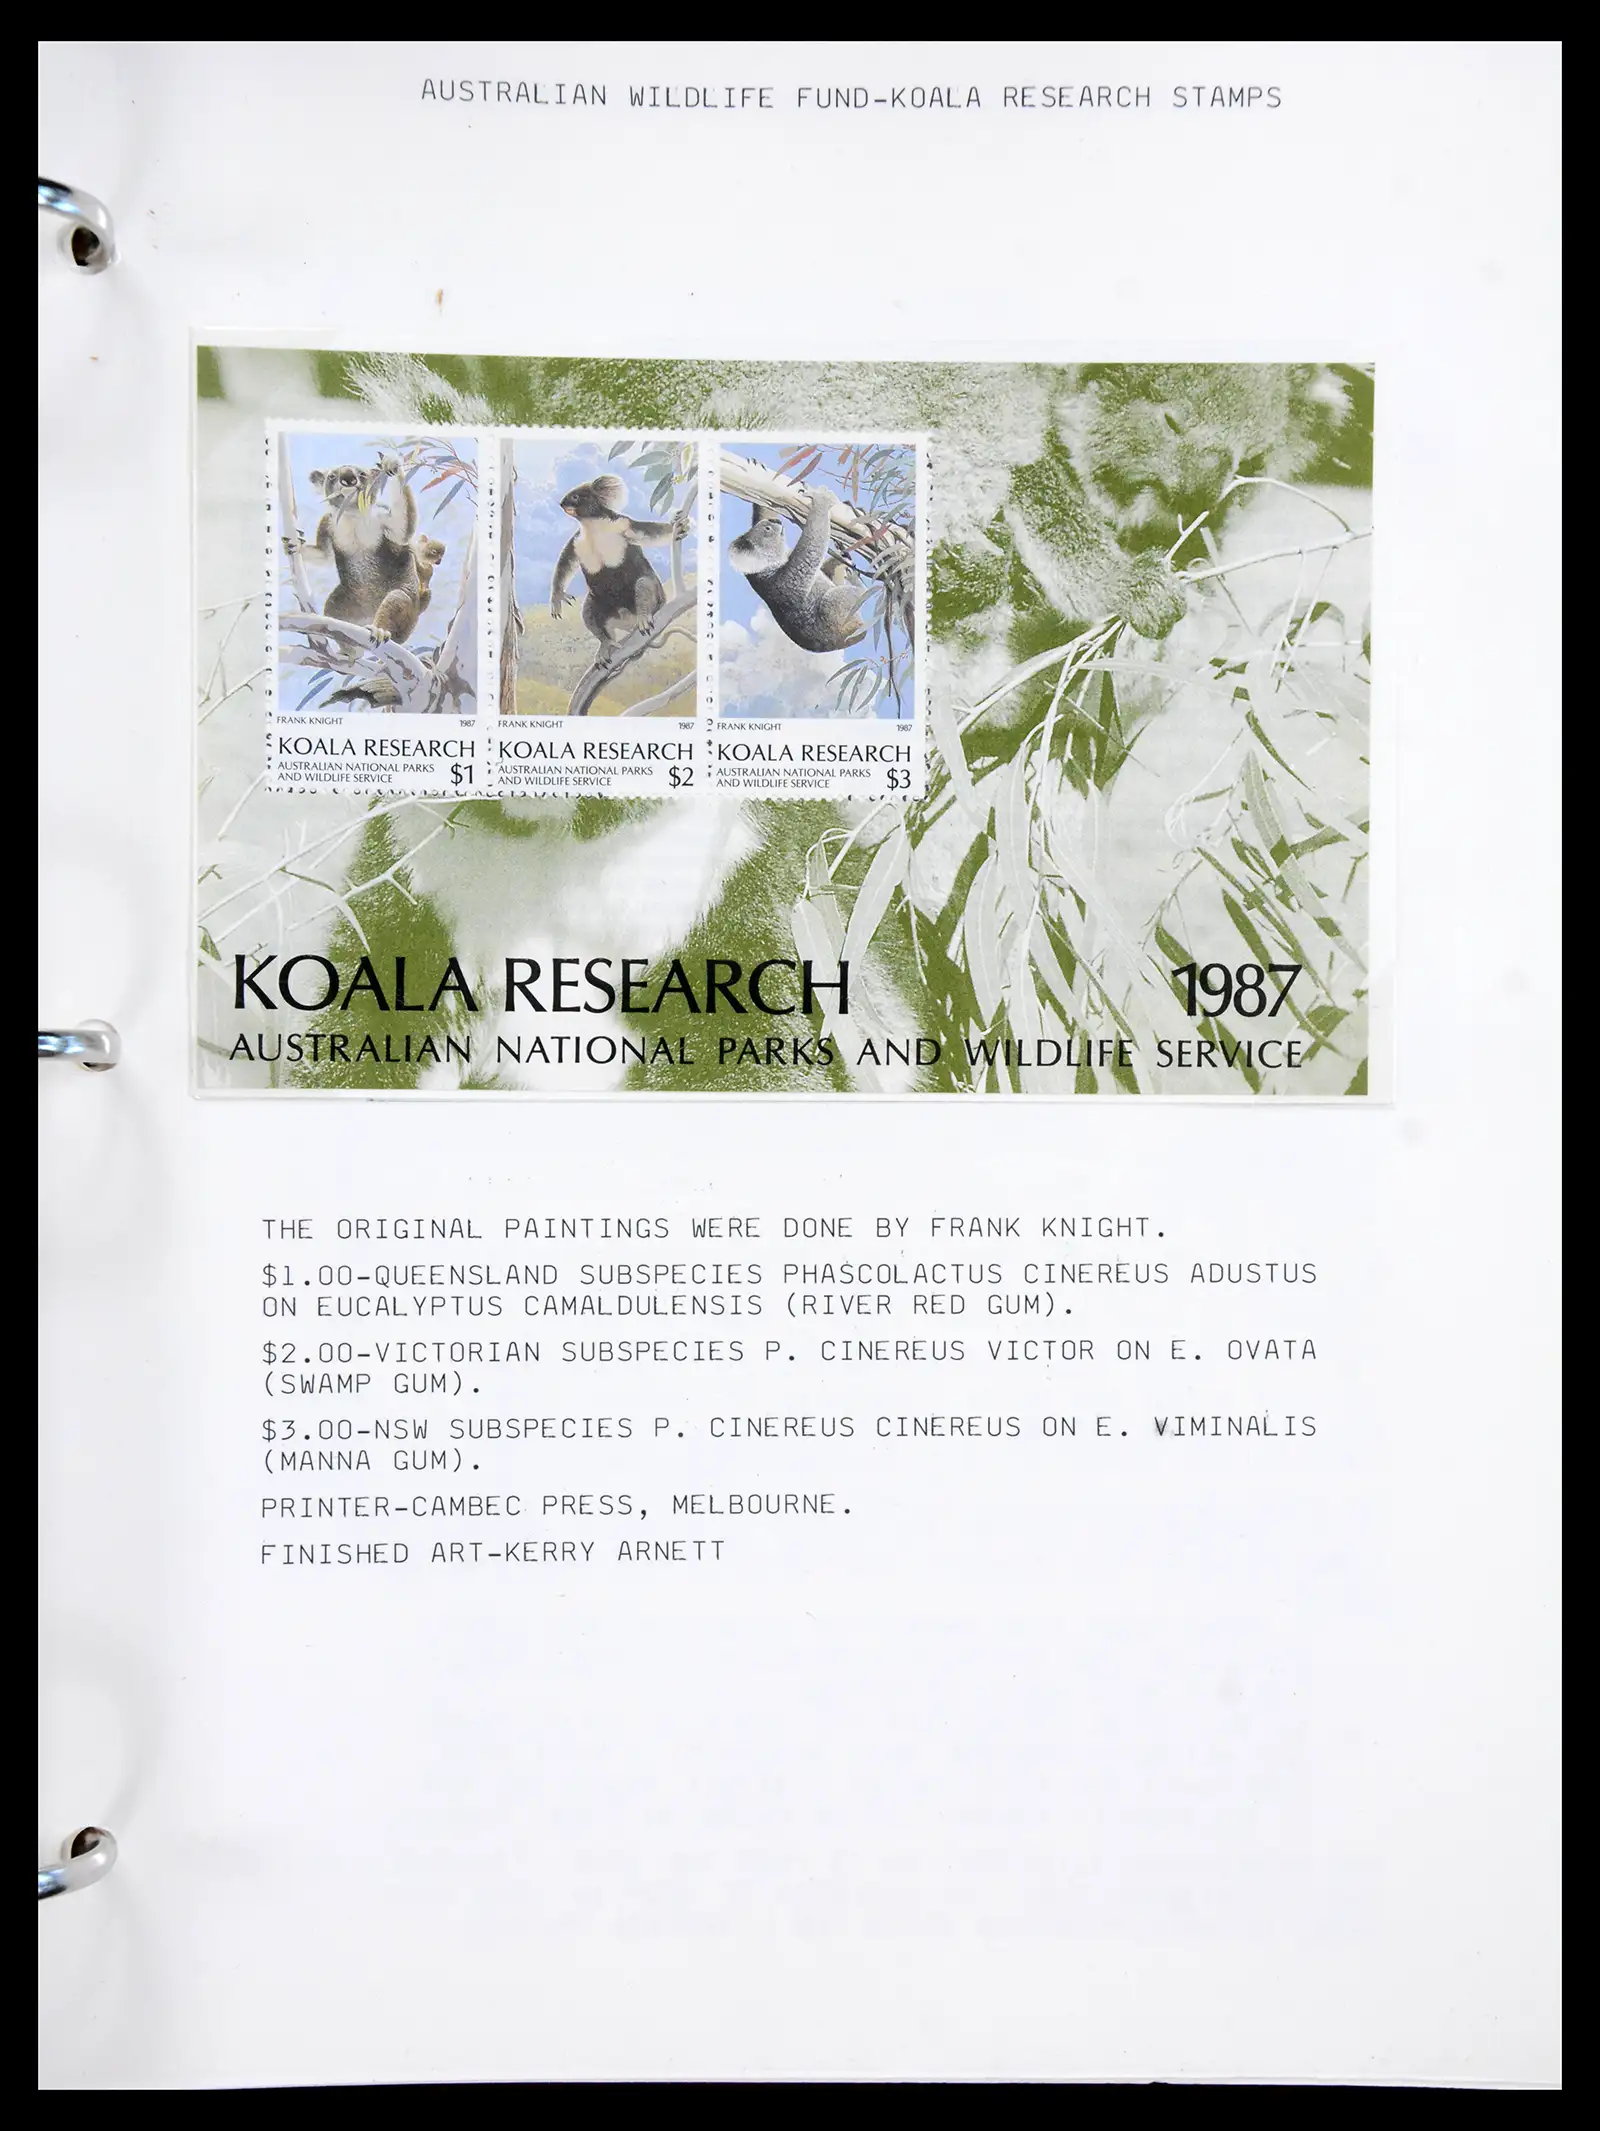 AUSTRALIAN WILDLIFE FUND-KOALA RESEARCH STAMPS
FRANK KNIGHT 1987
KOALA RESEARCH
AUSTRALIAN NATIONAL PARKS
AND WILDLIFE SERVICE $1
FRANK KNIGHT 1987
KOALA RESEARCH
AUSTRALIAN NATIONAL PARKS
AND WILDLIFE SERVICE $2
FRANK KNIGHT 1987
KOALA RESEARCH
AUSTRALIAN NATIONAL PARKS
AND WILDLIFE SERVICE $3
KOALA RESEARCH 1987
AUSTRALIAN NATIONAL PARKS AND WILDLIFE SERVICE
THE ORIGINAL PAINTINGS WERE DONE BY FRANK KNIGHT.
$1.00-QUEENSLAND SUBSPECIES PHASCOLACTUS CINEREUS ADUSTUS
ON EUCALYPTUS CAMALDULENSIS (RIVER RED GUM).
$2.00-VICTORIAN SUBSPECIES P. CINEREUS VICTOR ON E. OVATA
(SWAMP GUM).
$3.00-NSW SUBSPECIES P. CINEREUS CINEREUS ON E. VIMINALIS
(MANNA GUM).
PRINTER-CAMBEC PRESS, MELBOURNE.
FINISHED ART-KERRY ARNETT